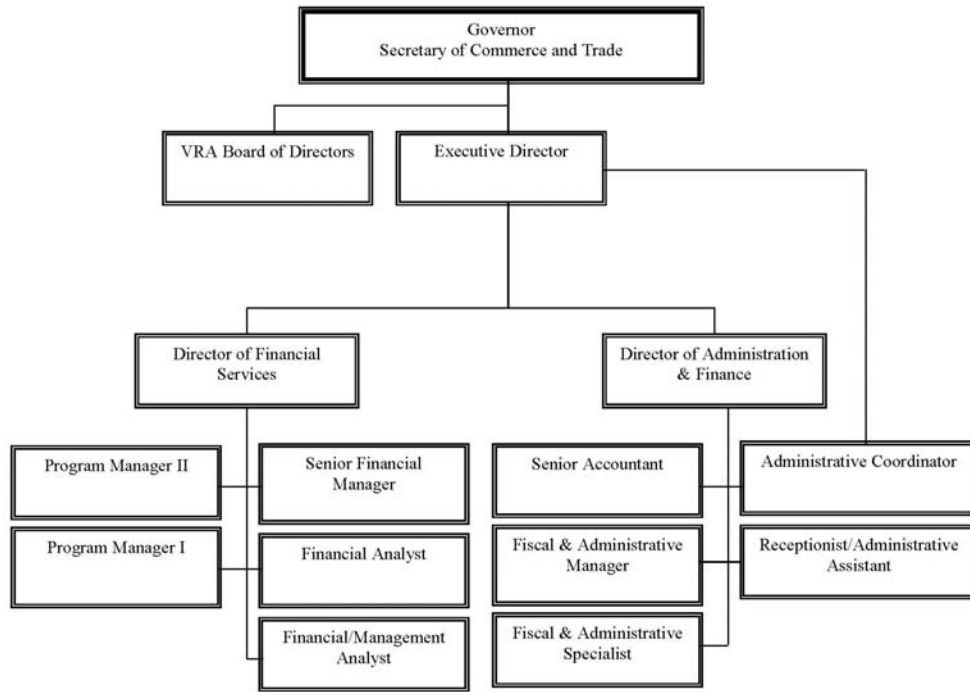 Governor
Secretary of Commerce and Trade
VRA Board of Directors
Executive Director
Director of Financial
Services
Director of Administration
& Finance
Program Manager II
Senior Financial
Manager
Senior Accountant
Administrative Coordinator
Program Manager I
Financial Analyst
Fiscal & Administrative
Manager
Receptionist/Administrative
Assistant
Financial/Management
Analyst
Fiscal & Administrative
Specialist